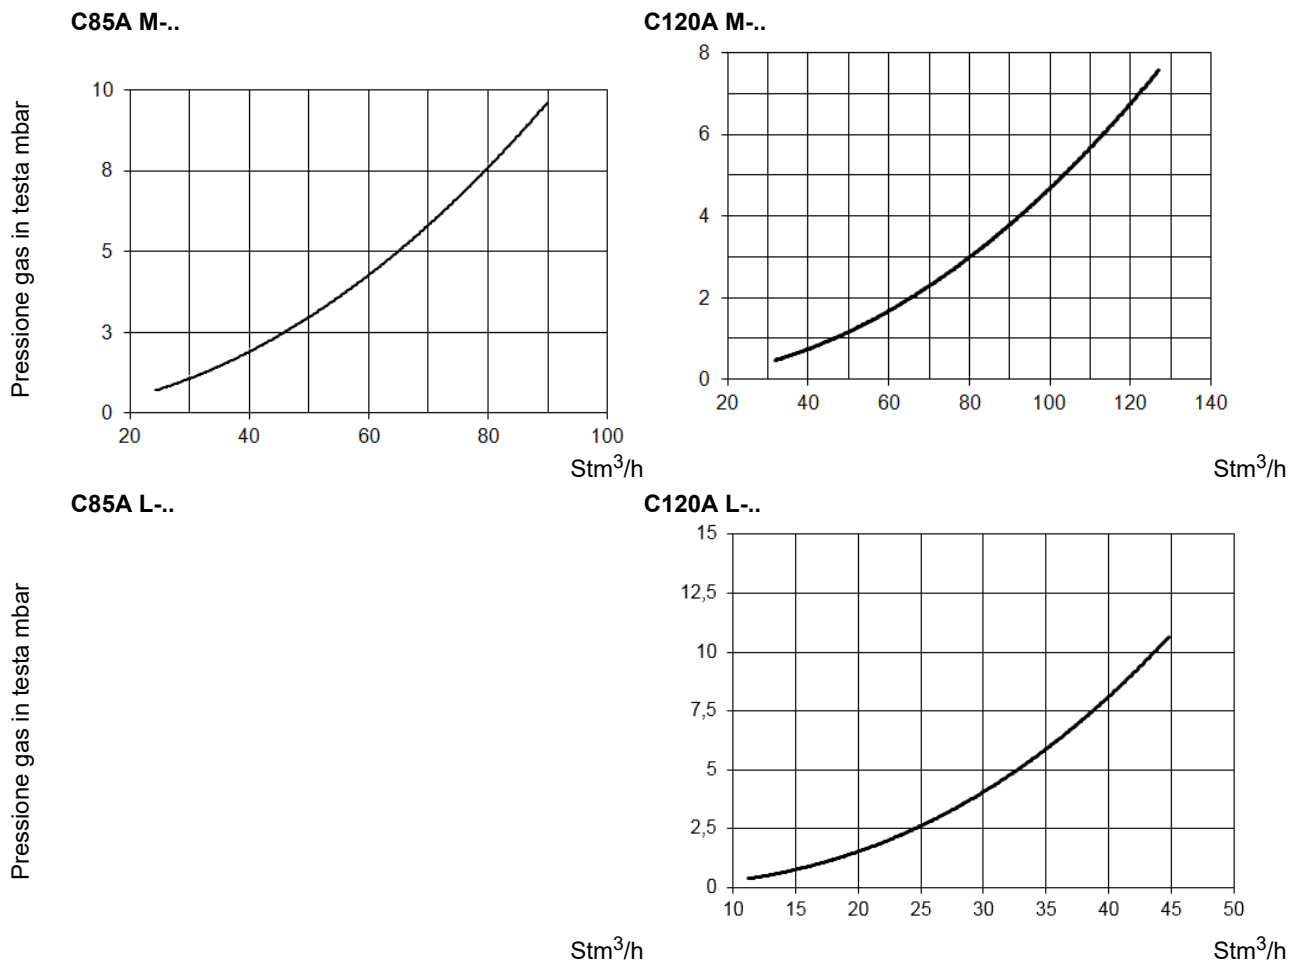 C85A M-..
C120A M-..
Pressione gas in testa mbar
10
8
5
3
0
20 40 60 80 100
Stm³/h
8
6
4
2
0
20 40 60 80 100 120 140
Stm³/h
C85A L-..
C120A L-..
Pressione gas in testa mbar
Stm³/h
15
12,5
10
7,5
5
2,5
0
10 15 20 25 30 35 40 45 50
Stm³/h